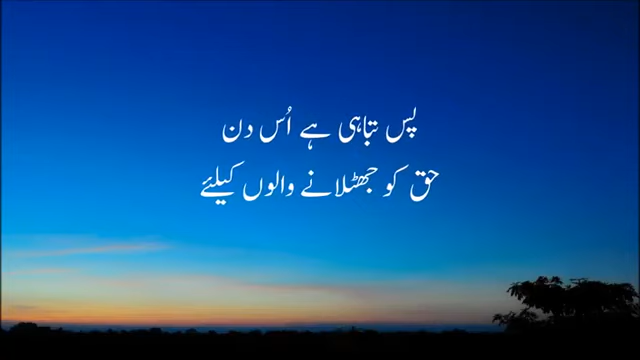 پس تباہی ہے اُس دن
حق کو جھٹلانے والوں کیلئے